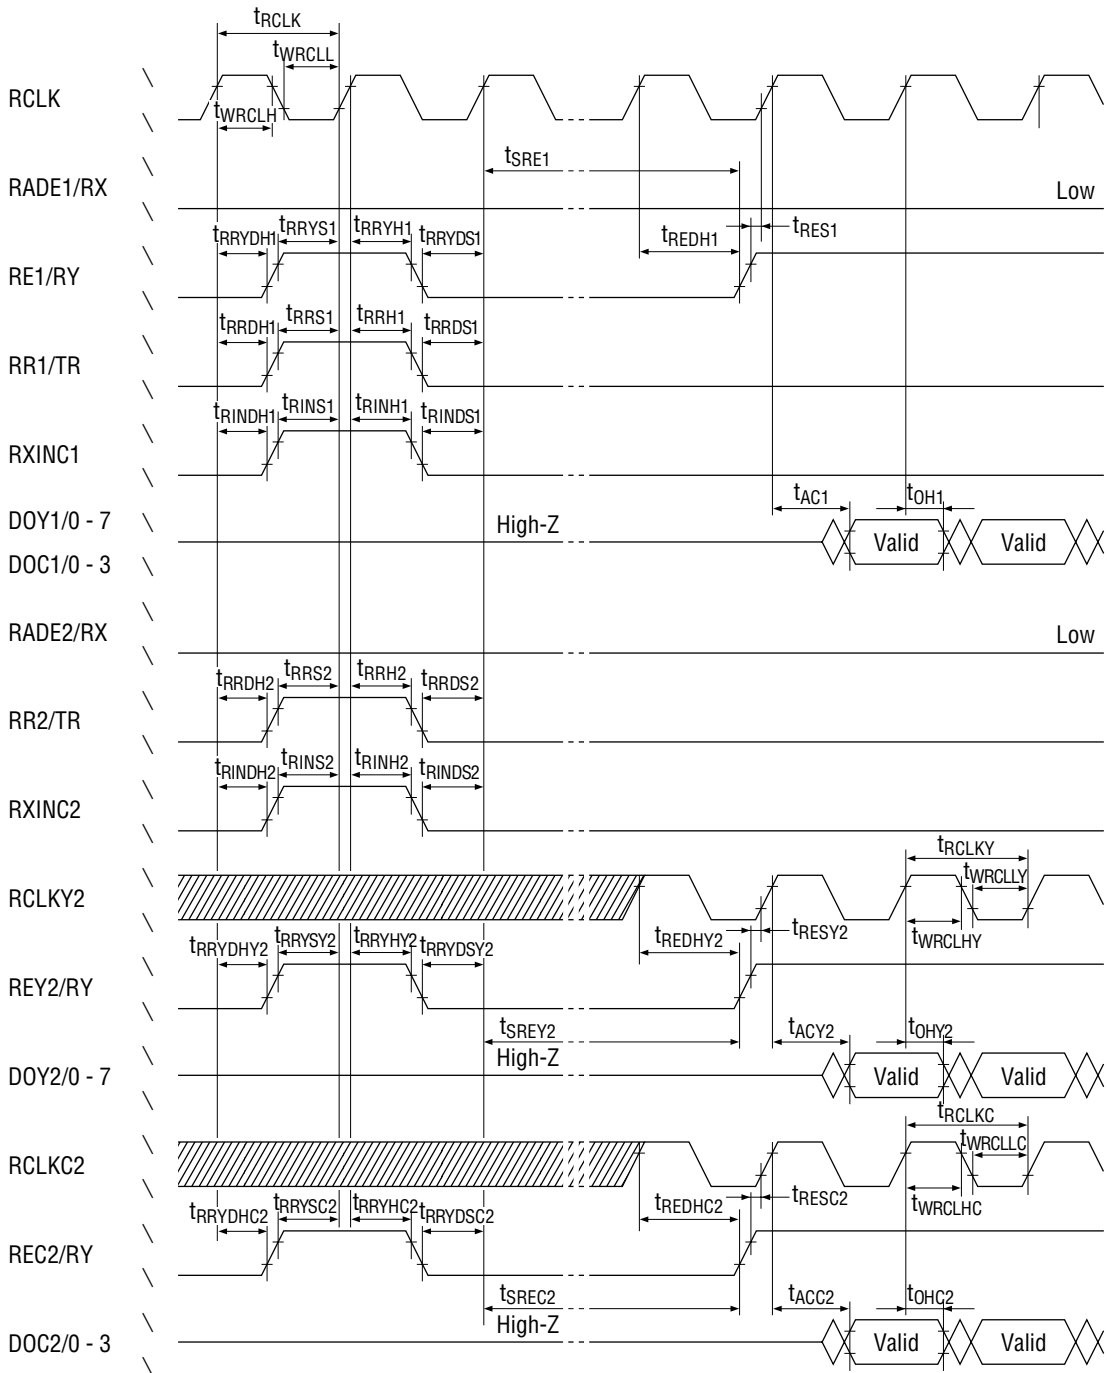 tRCLK
tWRCLL
RCLK
tWRCLH
tSRE1
RADE1/RX
Low
tRRYDH1 tRRYS1 tRRYH1 tRRYDS1
tREDH1
tRES1
RE1/RY
tRRDH1 tRRS1 tRRH1 tRRDS1
RR1/TR
tRINDH1 tRINS1 tRINH1 tRINDS1
RXINC1
tAC1
tOH1
DOY1/0 - 7
High-Z
Valid Valid
DOC1/0 - 3
RADE2/RX
Low
tRRDH2 tRRS2 tRRH2 tRRDS2
RR2/TR
tRINDH2 tRINS2 tRINH2 tRINDS2
RXINC2
tRCLKY
tWRCLLY
RCLKY2
tRRYDHY2 tRRYSY2 tRRYHY2 tRRYDSY2
tREDHY2
tRESY2
tWRCLHY
REY2/RY
tSREY2
tACY2
tOHY2
High-Z
DOY2/0 - 7
Valid Valid
tRCLKC
tWRCLLC
RCLKC2
tRRYDHC2 tRRYSC2 tRRYHC2 tRRYDSC2
tREDHC2
tRESC2
tWRCLHC
REC2/RY
tSREC2
tACC2
tOHC2
High-Z
DOC2/0 - 3
Valid Valid